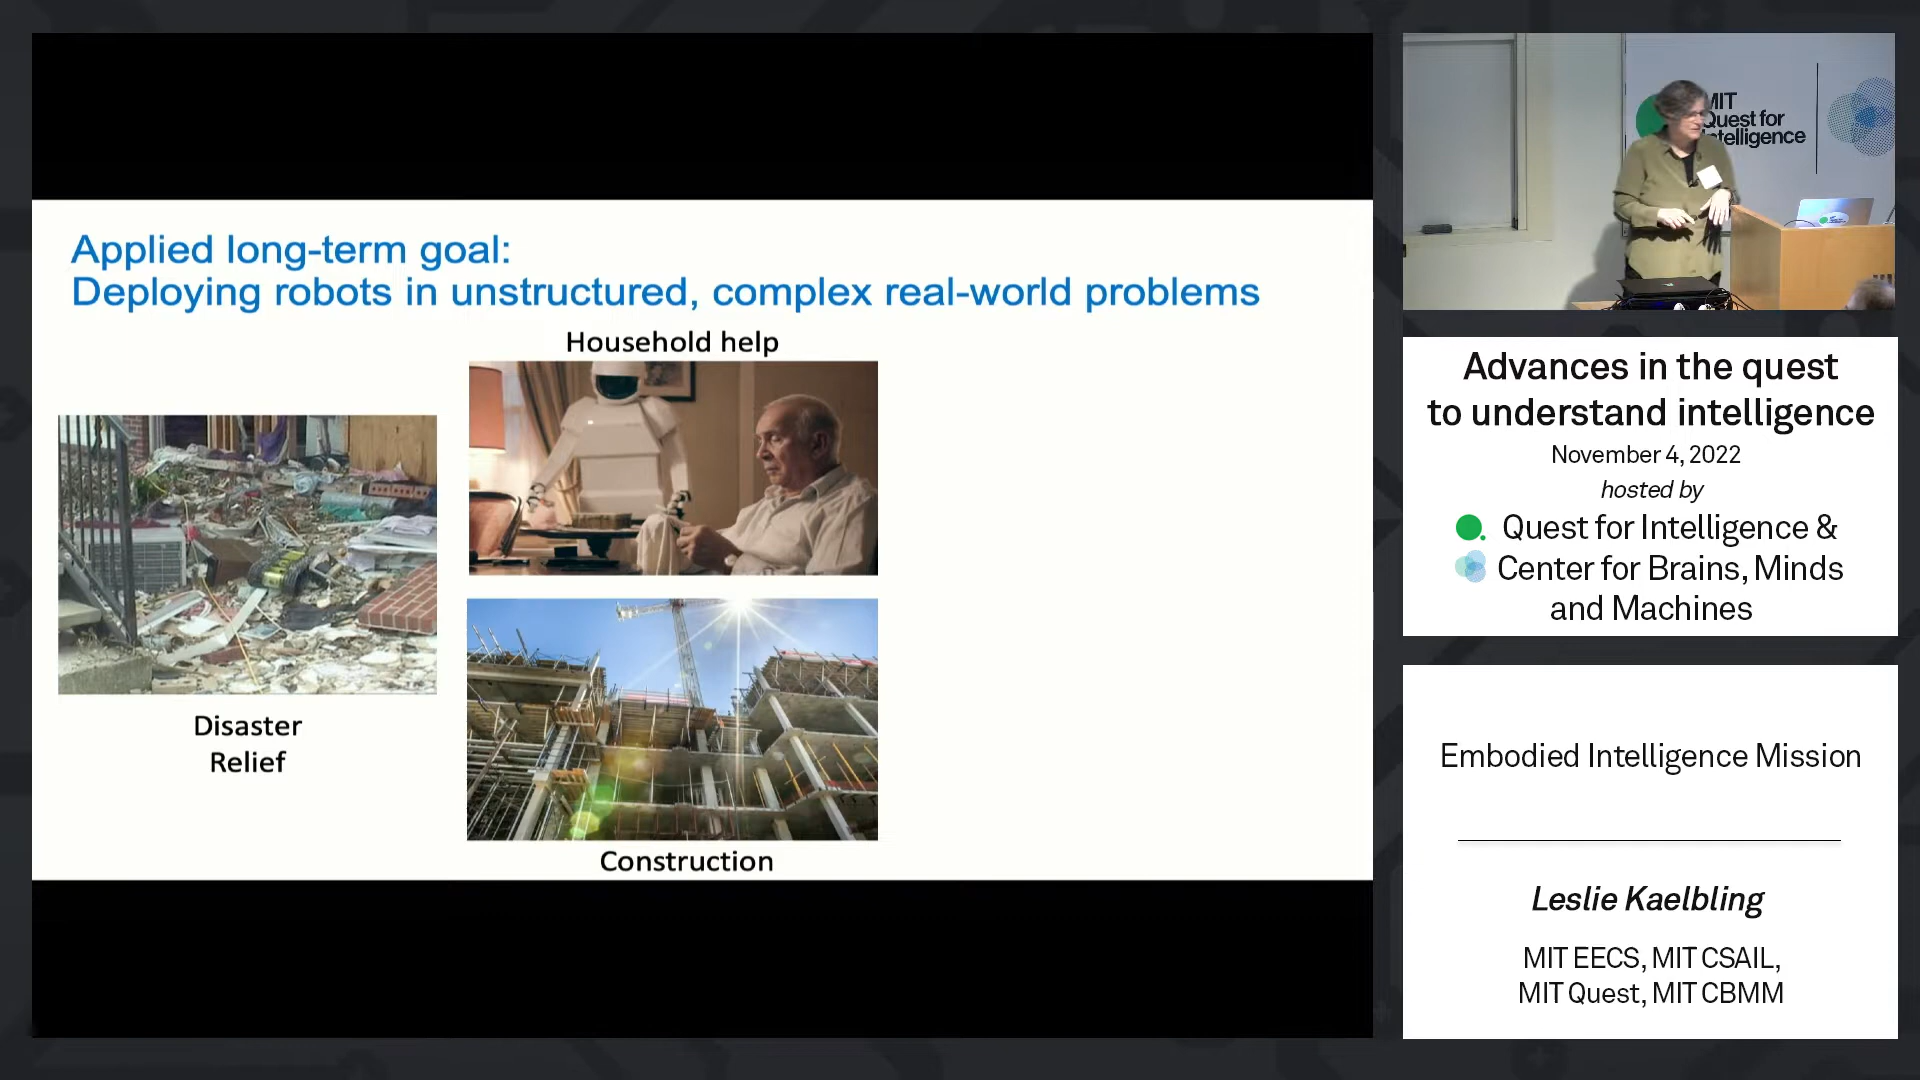 Applied long-term goal:
Deploying robots in unstructured, complex real-world problems
Household help
Disaster
Relief
Construction
MIT
Quest for
Intelligence
Advances in the quest
to understand intelligence
November 4, 2022
hosted by
Quest for Intelligence &
Center for Brains, Minds
and Machines
Embodied Intelligence Mission
Leslie Kaelbling
MIT EECS, MIT CSAIL,
MIT Quest, MIT CBMM